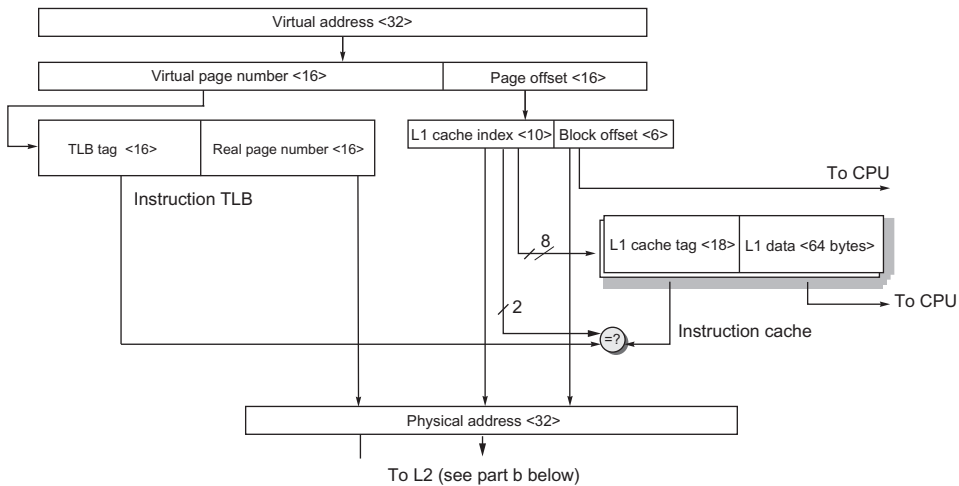 Virtual address <32>
Virtual page number <16>
Page offset <16>
L1 cache index <10>
Block offset <6>
TLB tag <16>
Real page number <16>
To CPU
Instruction TLB
8
L1 cache tag <18>
L1 data <64 bytes>
2
To CPU
Instruction cache
=?
Physical address <32>
To L2 (see part b below)